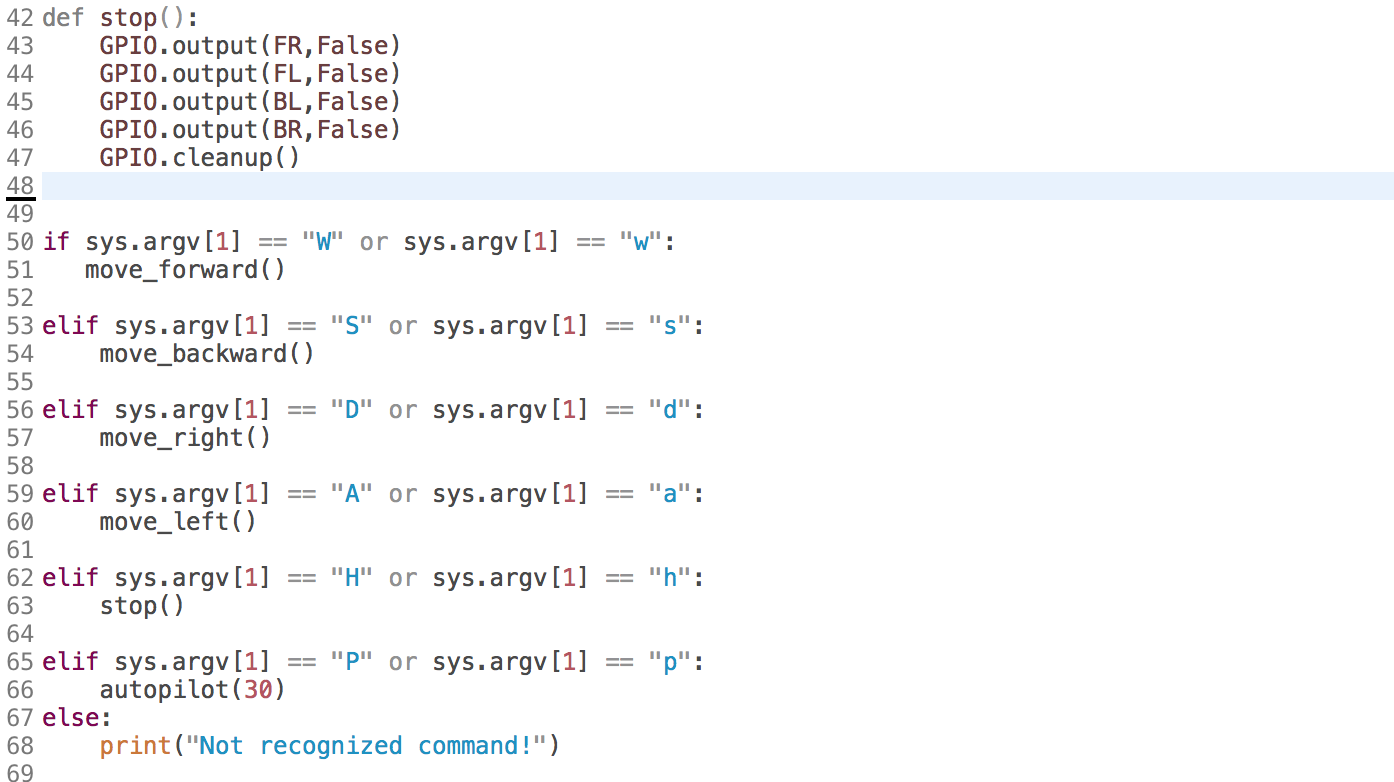 42 def stop():
43     GPIO.output(FR,False)
44     GPIO.output(FL,False)
45     GPIO.output(BL,False)
46     GPIO.output(BR,False)
47     GPIO.cleanup()
48
49
50 if sys.argv[1] == "W" or sys.argv[1] == "w":
51    move_forward()
52
53 elif sys.argv[1] == "S" or sys.argv[1] == "s":
54     move_backward()
55
56 elif sys.argv[1] == "D" or sys.argv[1] == "d":
57     move_right()
58
59 elif sys.argv[1] == "A" or sys.argv[1] == "a":
60     move_left()
61
62 elif sys.argv[1] == "H" or sys.argv[1] == "h":
63     stop()
64
65 elif sys.argv[1] == "P" or sys.argv[1] == "p":
66     autopilot(30)
67 else:
68     print("Not recognized command!")
69